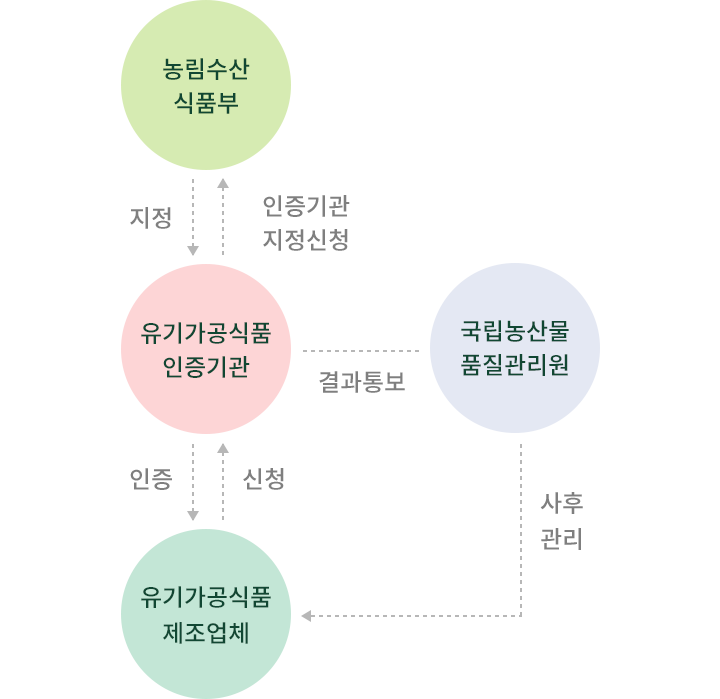 농림수산
식품부
지정
인증기관
지정신청
유기가공식품
인증기관
결과통보
국립농산물
품질관리원
인증
신청
사후
관리
유기가공식품
제조업체